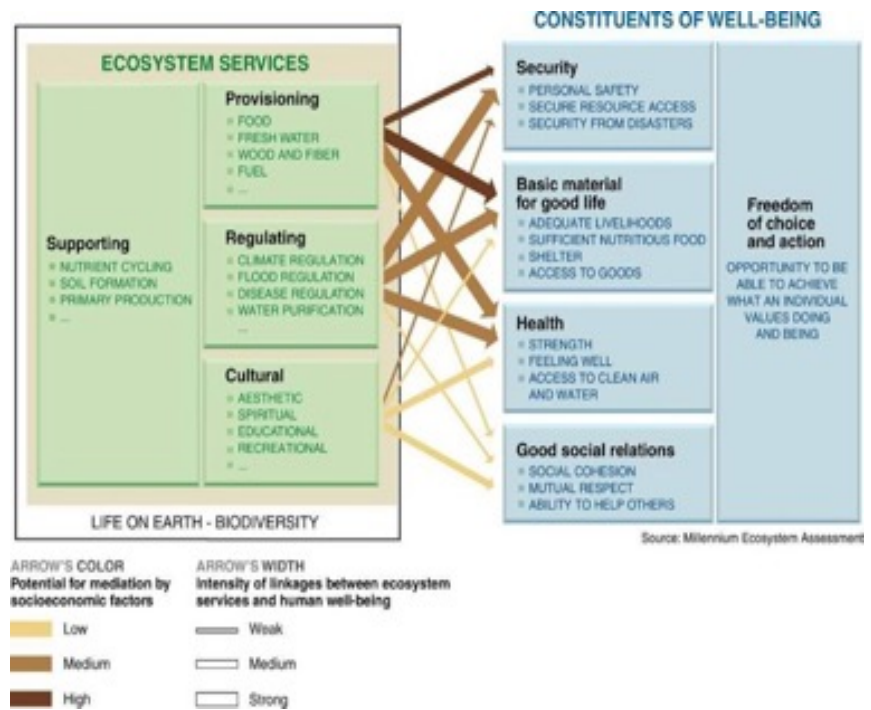 CONSTITUENTS OF WELL-BEING
ECOSYSTEM SERVICES
Supporting
NUTRIENT CYCLING
SOIL FORMATION
PRIMARY PRODUCTION
...
Provisioning
FOOD
FRESH WATER
WOOD AND FIBER
FUEL
...
Regulating
CLIMATE REGULATION
FLOOD REGULATION
DISEASE REGULATION
WATER PURIFICATION
...
Cultural
AESTHETIC
SPIRITUAL
EDUCATIONAL
RECREATIONAL
...
LIFE ON EARTH - BIODIVERSITY
Security
PERSONAL SAFETY
SECURE RESOURCE ACCESS
SECURITY FROM DISASTERS
Basic material
for good life
ADEQUATE LIVELIHOODS
SUFFICIENT NUTRITIOUS FOOD
SHELTER
ACCESS TO GOODS
Health
STRENGTH
FEELING WELL
ACCESS TO CLEAN AIR
AND WATER
Good social relations
SOCIAL COHESION
MUTUAL RESPECT
ABILITY TO HELP OTHERS
Freedom
of choice
and action
OPPORTUNITY TO BE
ABLE TO ACHIEVE
WHAT AN INDIVIDUAL
VALUES DOING
AND BEING
Source: Millennium Ecosystem Assessment
ARROW'S COLOR
Potential for mediation by
socioeconomic factors
Low
Medium
High
ARROW'S WIDTH
Intensity of linkages between ecosystem
services and human well-being
Weak
Medium
Strong